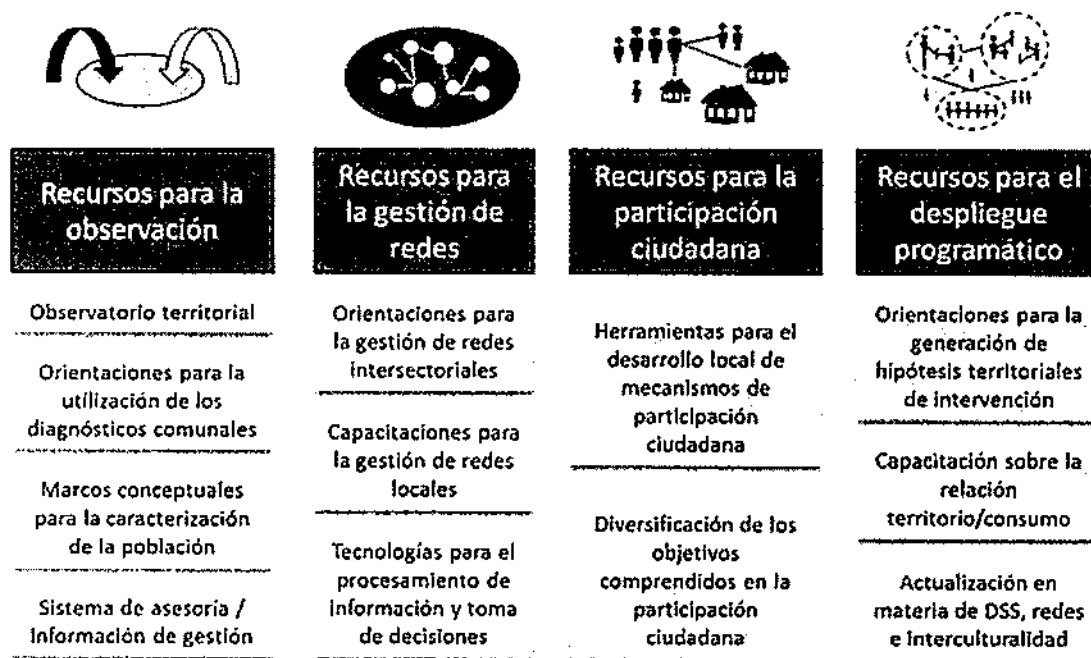 Recursos para la
observación
Observatorio territorial
Orientaciones para la
utilización de los
diagnósticos comunales
Marcos conceptuales
para la caracterización
de la población
Sistema de asesoría /
Información de gestión
Recursos para
la gestión de
redes
Orientaciones para
la gestión de redes
intersectoriales
Capacitaciones para
la gestión de redes
locales
Tecnologías para el
procesamiento de
información y toma
de decisiones
Recursos para la
participación
ciudadana
Herramientas para el
desarrollo local de
mecanismos de
participación
ciudadana
Diversificación de los
objetivos
comprendidos en la
participación
ciudadana
Recursos para el
despliegue
programático
Orientaciones para la
generación de
hipótesis territoriales
de intervención
Capacitación sobre la
relación
territorio/consumo
Actualización en
materia de DSS, redes
e interculturalidad